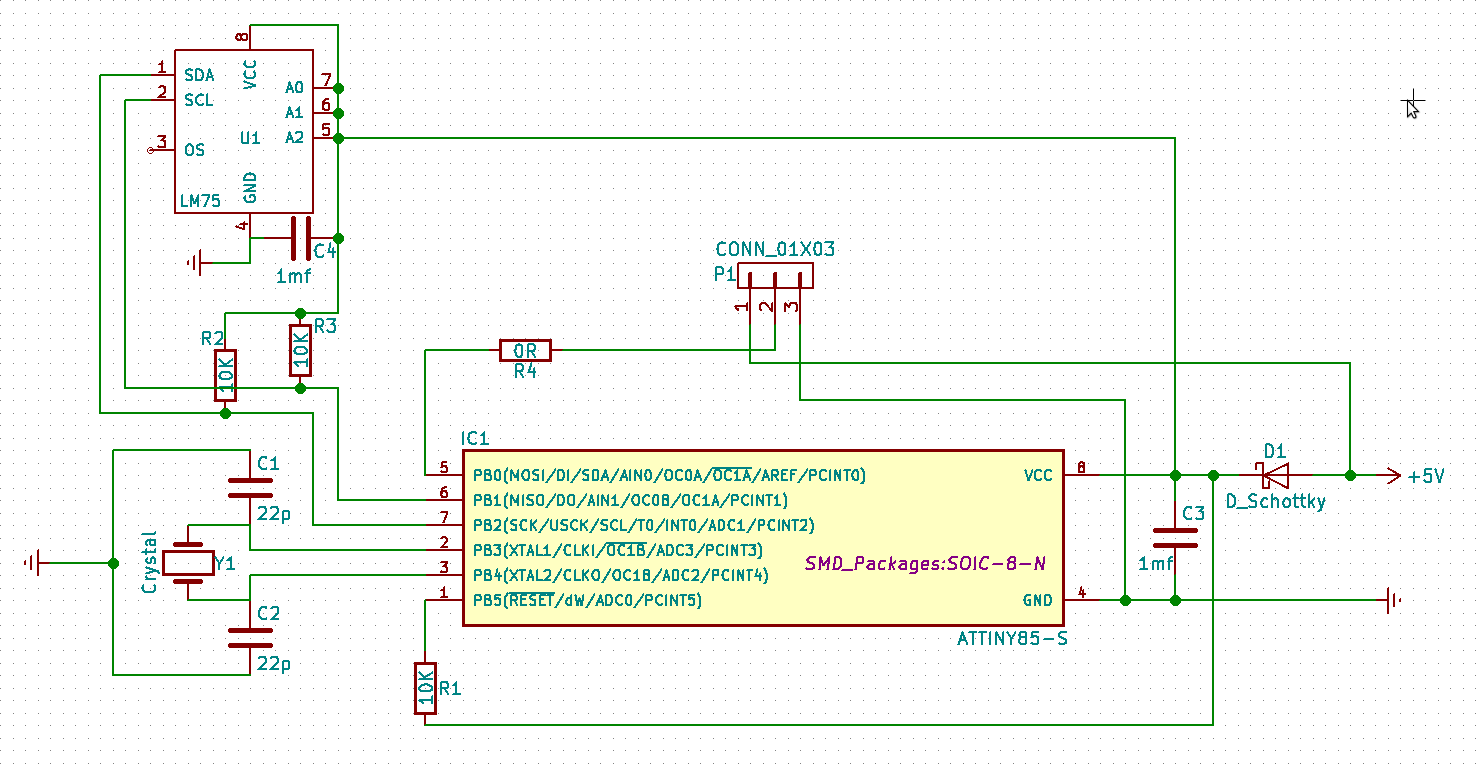 8
1 SDA VCC A0 7
2 SCL A1 6
3 OS U1 A2 5
LM75 GND
4
C4
1mf
CONN_01X03
P1
1 2 3
R2 10K
R3 10K
0R
R4
IC1
5 PB0(MOSI/DI/SDA/AIN0/OC0A/OC1A/AREF/PCINT0) VCC 8
6 PB1(MISO/DO/AIN1/OC0B/OC1A/PCINT1)
7 PB2(SCK/USCK/SCL/T0/INT0/ADC1/PCINT2)
2 PB3(XTAL1/CLKI/OC1B/ADC3/PCINT3)
SMD_Packages:SOIC-8-N
3 PB4(XTAL2/CLKO/OC1B/ADC2/PCINT4)
1 PB5(RESET/dW/ADC0/PCINT5) GND 4
ATTINY85-S
D1
D_Schottky
+5V
C3
1mf
C1
22p
Crystal Y1
C2
22p
10K R1